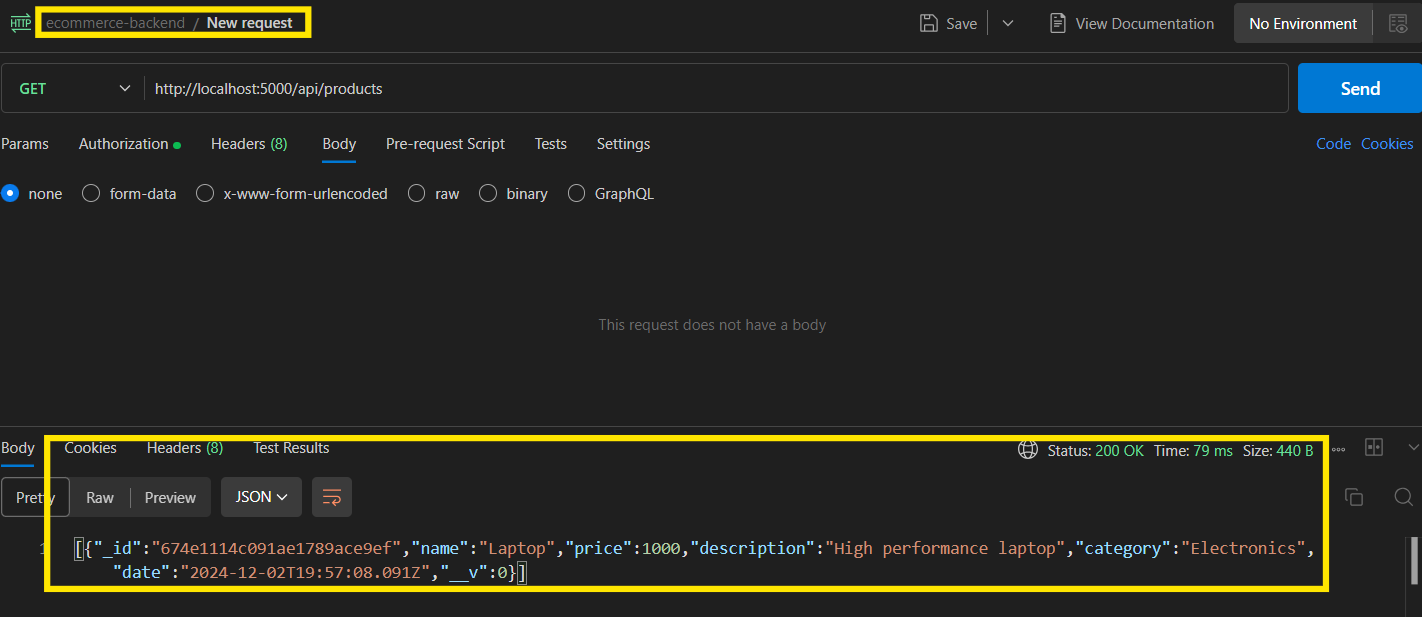 HTTP ecommerce-backend / New request Save View Documentation No Environment
GET http://localhost:5000/api/products Send
Params Authorization Headers (8) Body Pre-request Script Tests Settings Code Cookies
none form-data x-www-form-urlencoded raw binary GraphQL
This request does not have a body
Body Cookies Headers (8) Test Results Status: 200 OK Time: 79 ms Size: 440 B
Pretty Raw Preview JSON
1 [{"_id":"674e1114c091ae1789ace9ef","name":"Laptop","price":1000,"description":"High performance laptop","category":"Electronics",
"date":"2024-12-02T19:57:08.091Z","__v":0}]